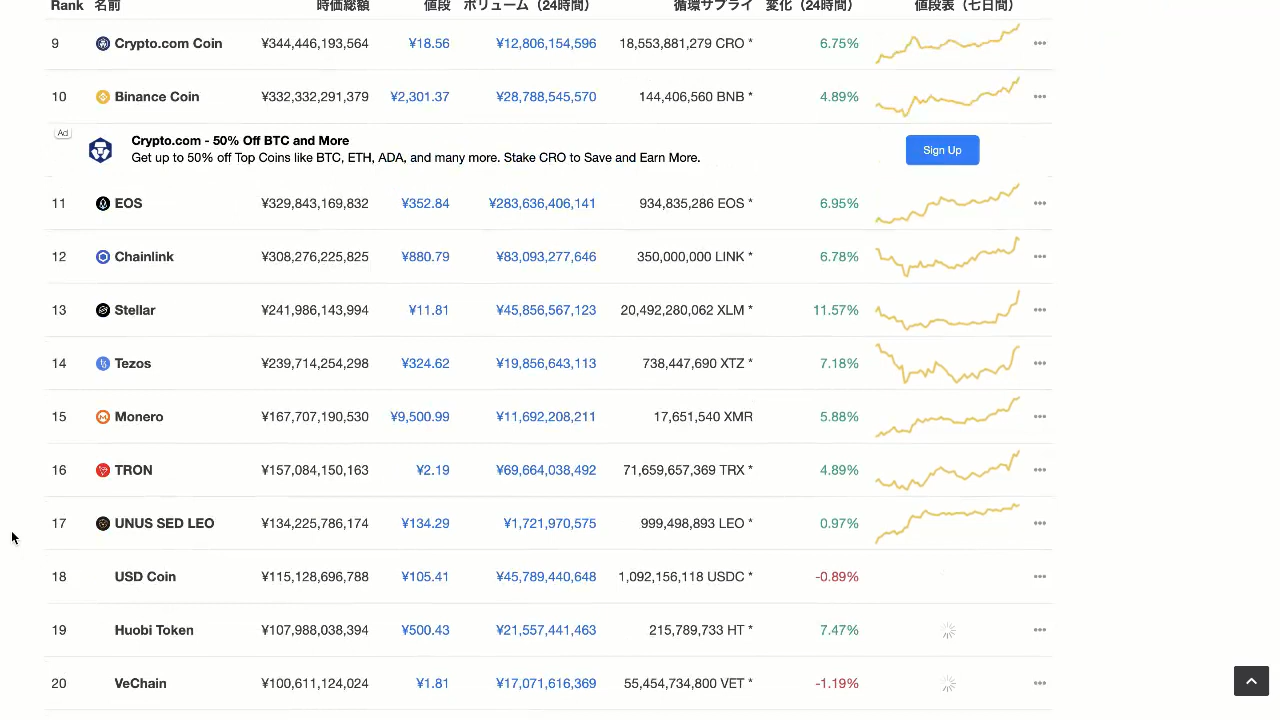 Rank 名前 時価総額 値段 ボリューム（24時間） 循環サプライ 変化（24時間） 値段表（七日間）
9 Crypto.com Coin ¥344,446,193,564 ¥18.56 ¥12,806,154,596 18,553,881,279 CRO * 6.75%
10 Binance Coin ¥332,332,291,379 ¥2,301.37 ¥28,788,545,570 144,406,560 BNB * 4.89%
Ad
Crypto.com - 50% Off BTC and More
Get up to 50% off Top Coins like BTC, ETH, ADA, and many more. Stake CRO to Save and Earn More.
Sign Up
11 EOS ¥329,843,169,832 ¥352.84 ¥283,636,406,141 934,835,286 EOS * 6.95%
12 Chainlink ¥308,276,225,825 ¥880.79 ¥83,093,277,646 350,000,000 LINK * 6.78%
13 Stellar ¥241,986,143,994 ¥11.81 ¥45,856,567,123 20,492,280,062 XLM * 11.57%
14 Tezos ¥239,714,254,298 ¥324.62 ¥19,856,643,113 738,447,690 XTZ * 7.18%
15 Monero ¥167,707,190,530 ¥9,500.99 ¥11,692,208,211 17,651,540 XMR 5.88%
16 TRON ¥157,084,150,163 ¥2.19 ¥69,664,038,492 71,659,657,369 TRX * 4.89%
17 UNUS SED LEO ¥134,225,786,174 ¥134.29 ¥1,721,970,575 999,498,893 LEO * 0.97%
18 USD Coin ¥115,128,696,788 ¥105.41 ¥45,789,440,648 1,092,156,118 USDC * -0.89%
19 Huobi Token ¥107,988,038,394 ¥500.43 ¥21,557,441,463 215,789,733 HT * 7.47%
20 VeChain ¥100,611,124,024 ¥1.81 ¥17,071,616,369 55,454,734,800 VET * -1.19%